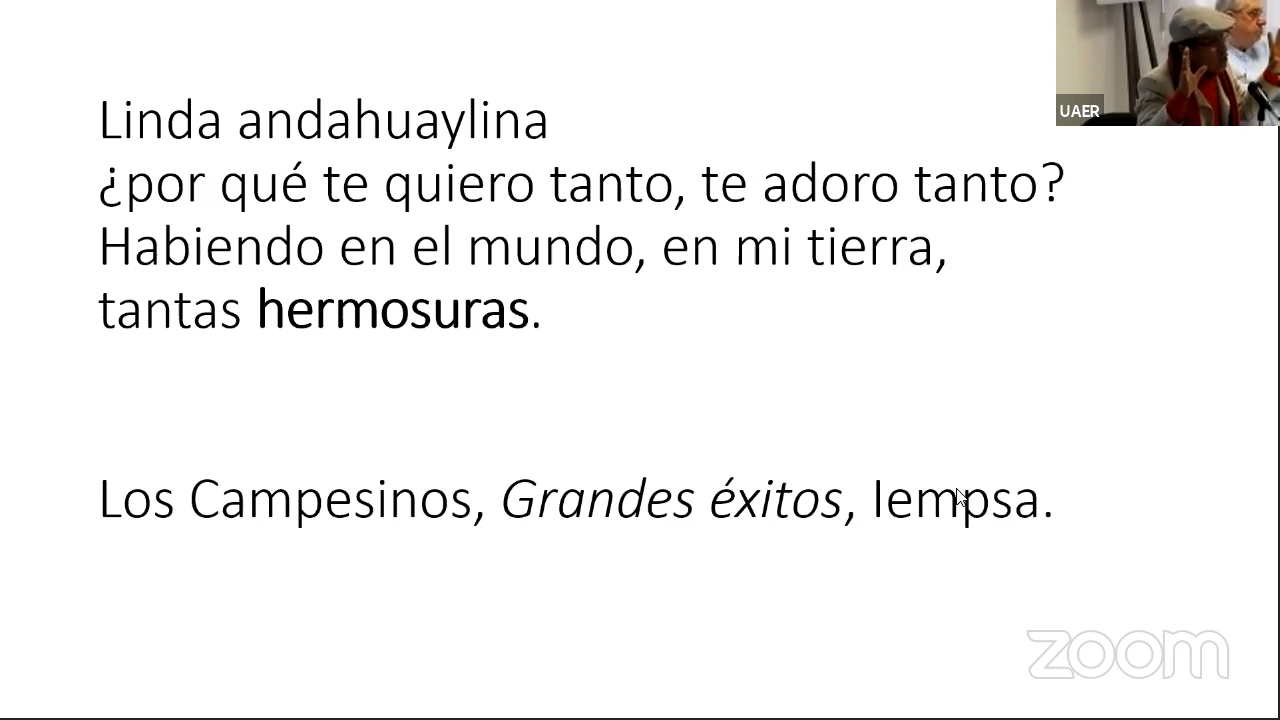 UAER
Linda andahuaylina
¿por qué te quiero tanto, te adoro tanto?
Habiendo en el mundo, en mi tierra,
tantas hermosuras.
Los Campesinos, Grandes éxitos, Iempsa.
zoom